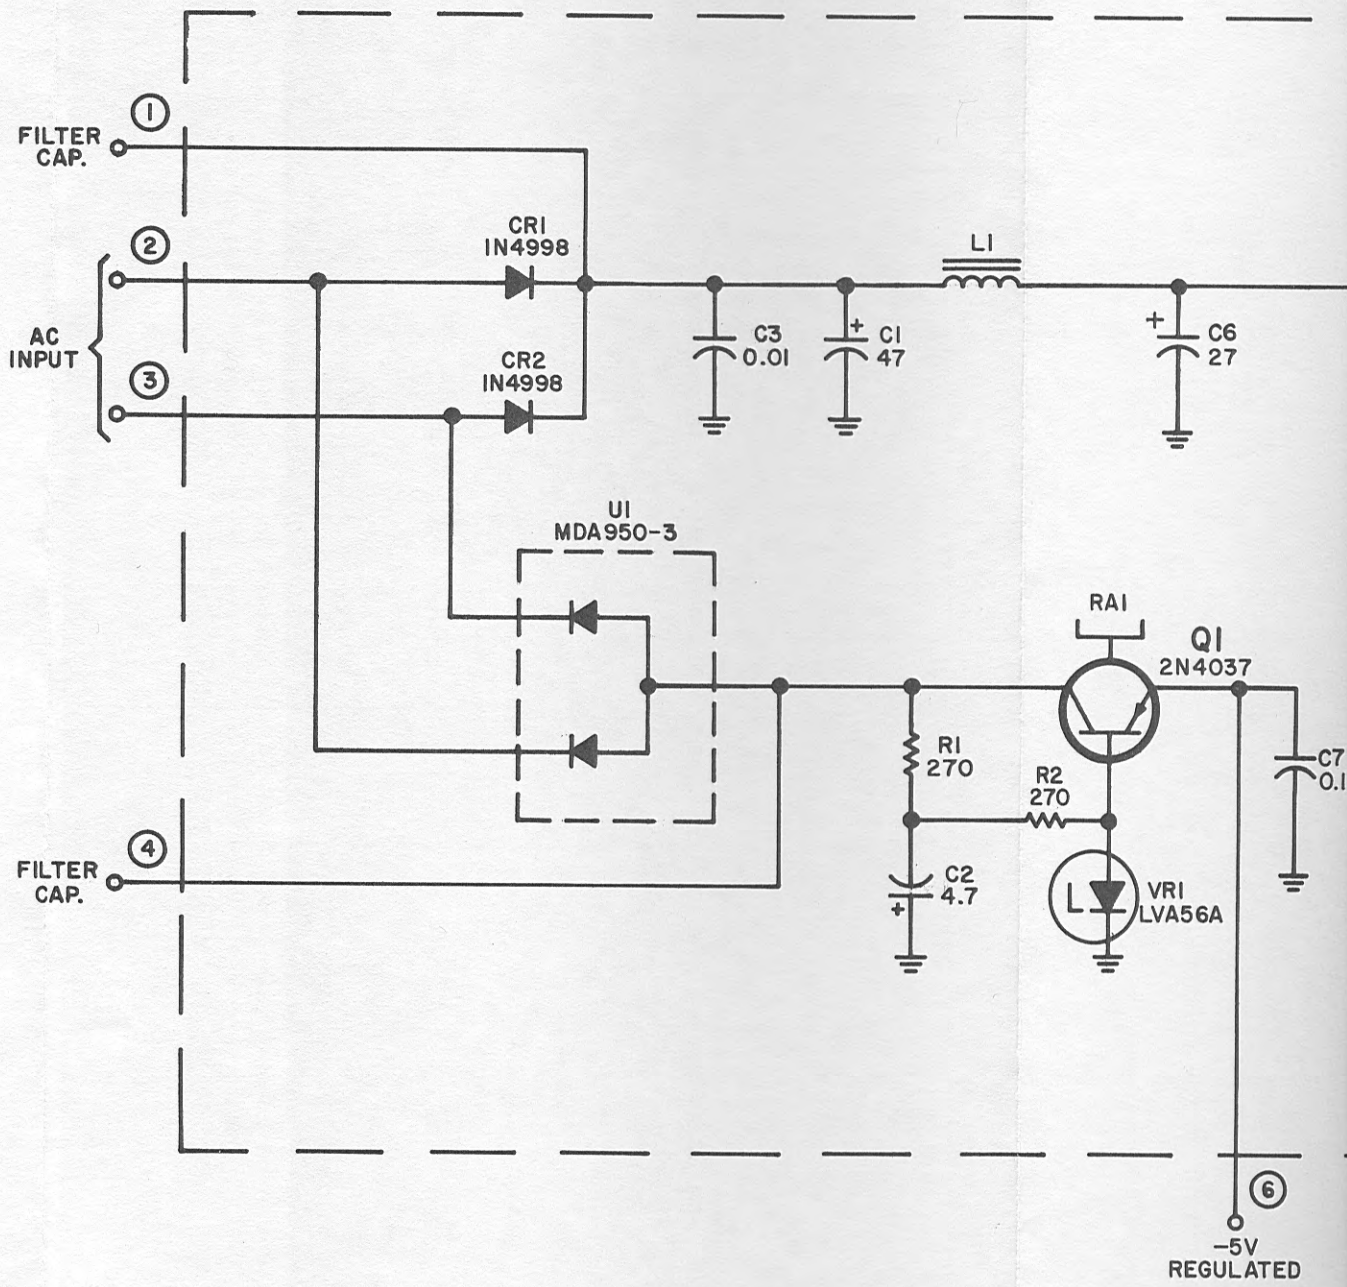 1
FILTER
CAP.
2
CR1
1N4998
L1
AC
INPUT
3
CR2
1N4998
C3
0.01
+
C1
47
+
C6
27
U1
MDA950-3
RA1
Q1
2N4037
R1
270
R2
270
C7
0.1
4
FILTER
CAP.
C2
4.7
+
VR1
LVA56A
6
-5V
REGULATED